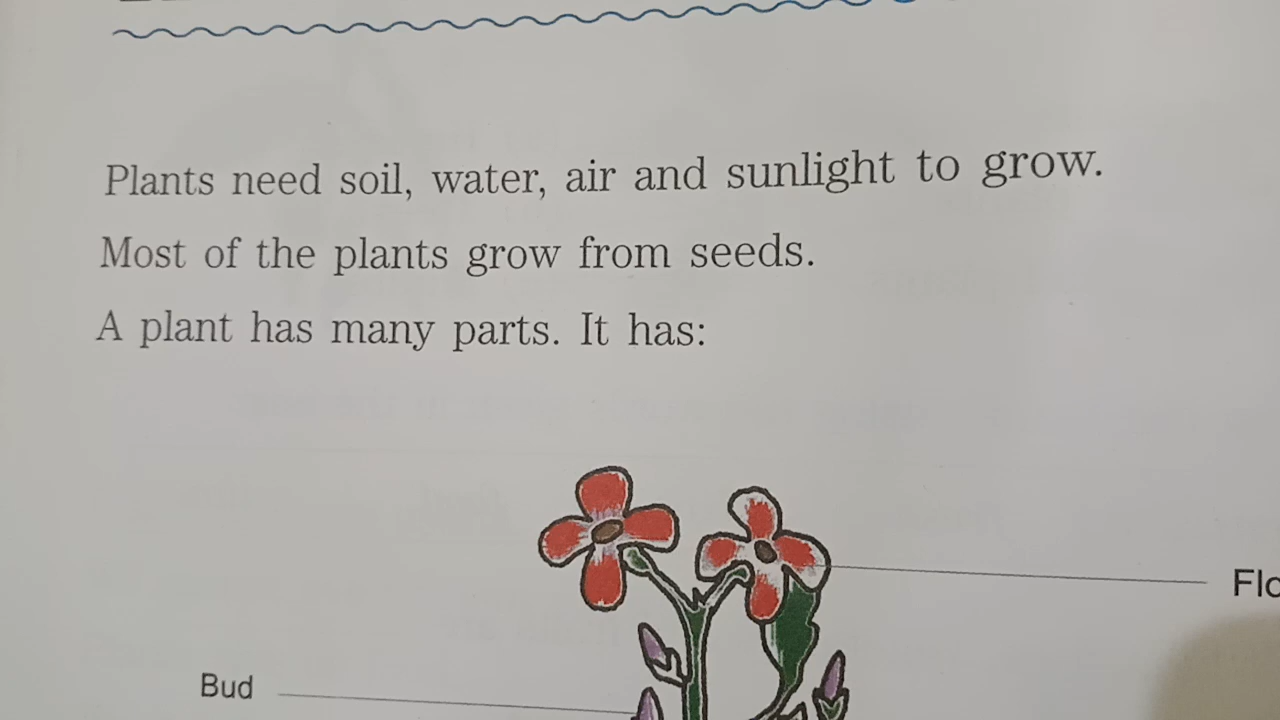 Plants need soil, water, air and sunlight to grow.
Most of the plants grow from seeds.
A plant has many parts. It has:
Bud